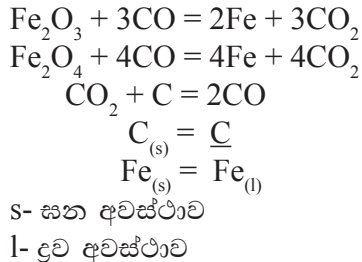 Fe₂O₃ + 3CO = 2Fe + 3CO₂
Fe₂O₄ + 4CO = 4Fe + 4CO₂
CO₂ + C = 2CO
C₍s₎ = C̲
Fe₍s₎ = Fe₍l₎
s- ඝන අවස්ථාව
l- ද්‍රව අවස්ථාව